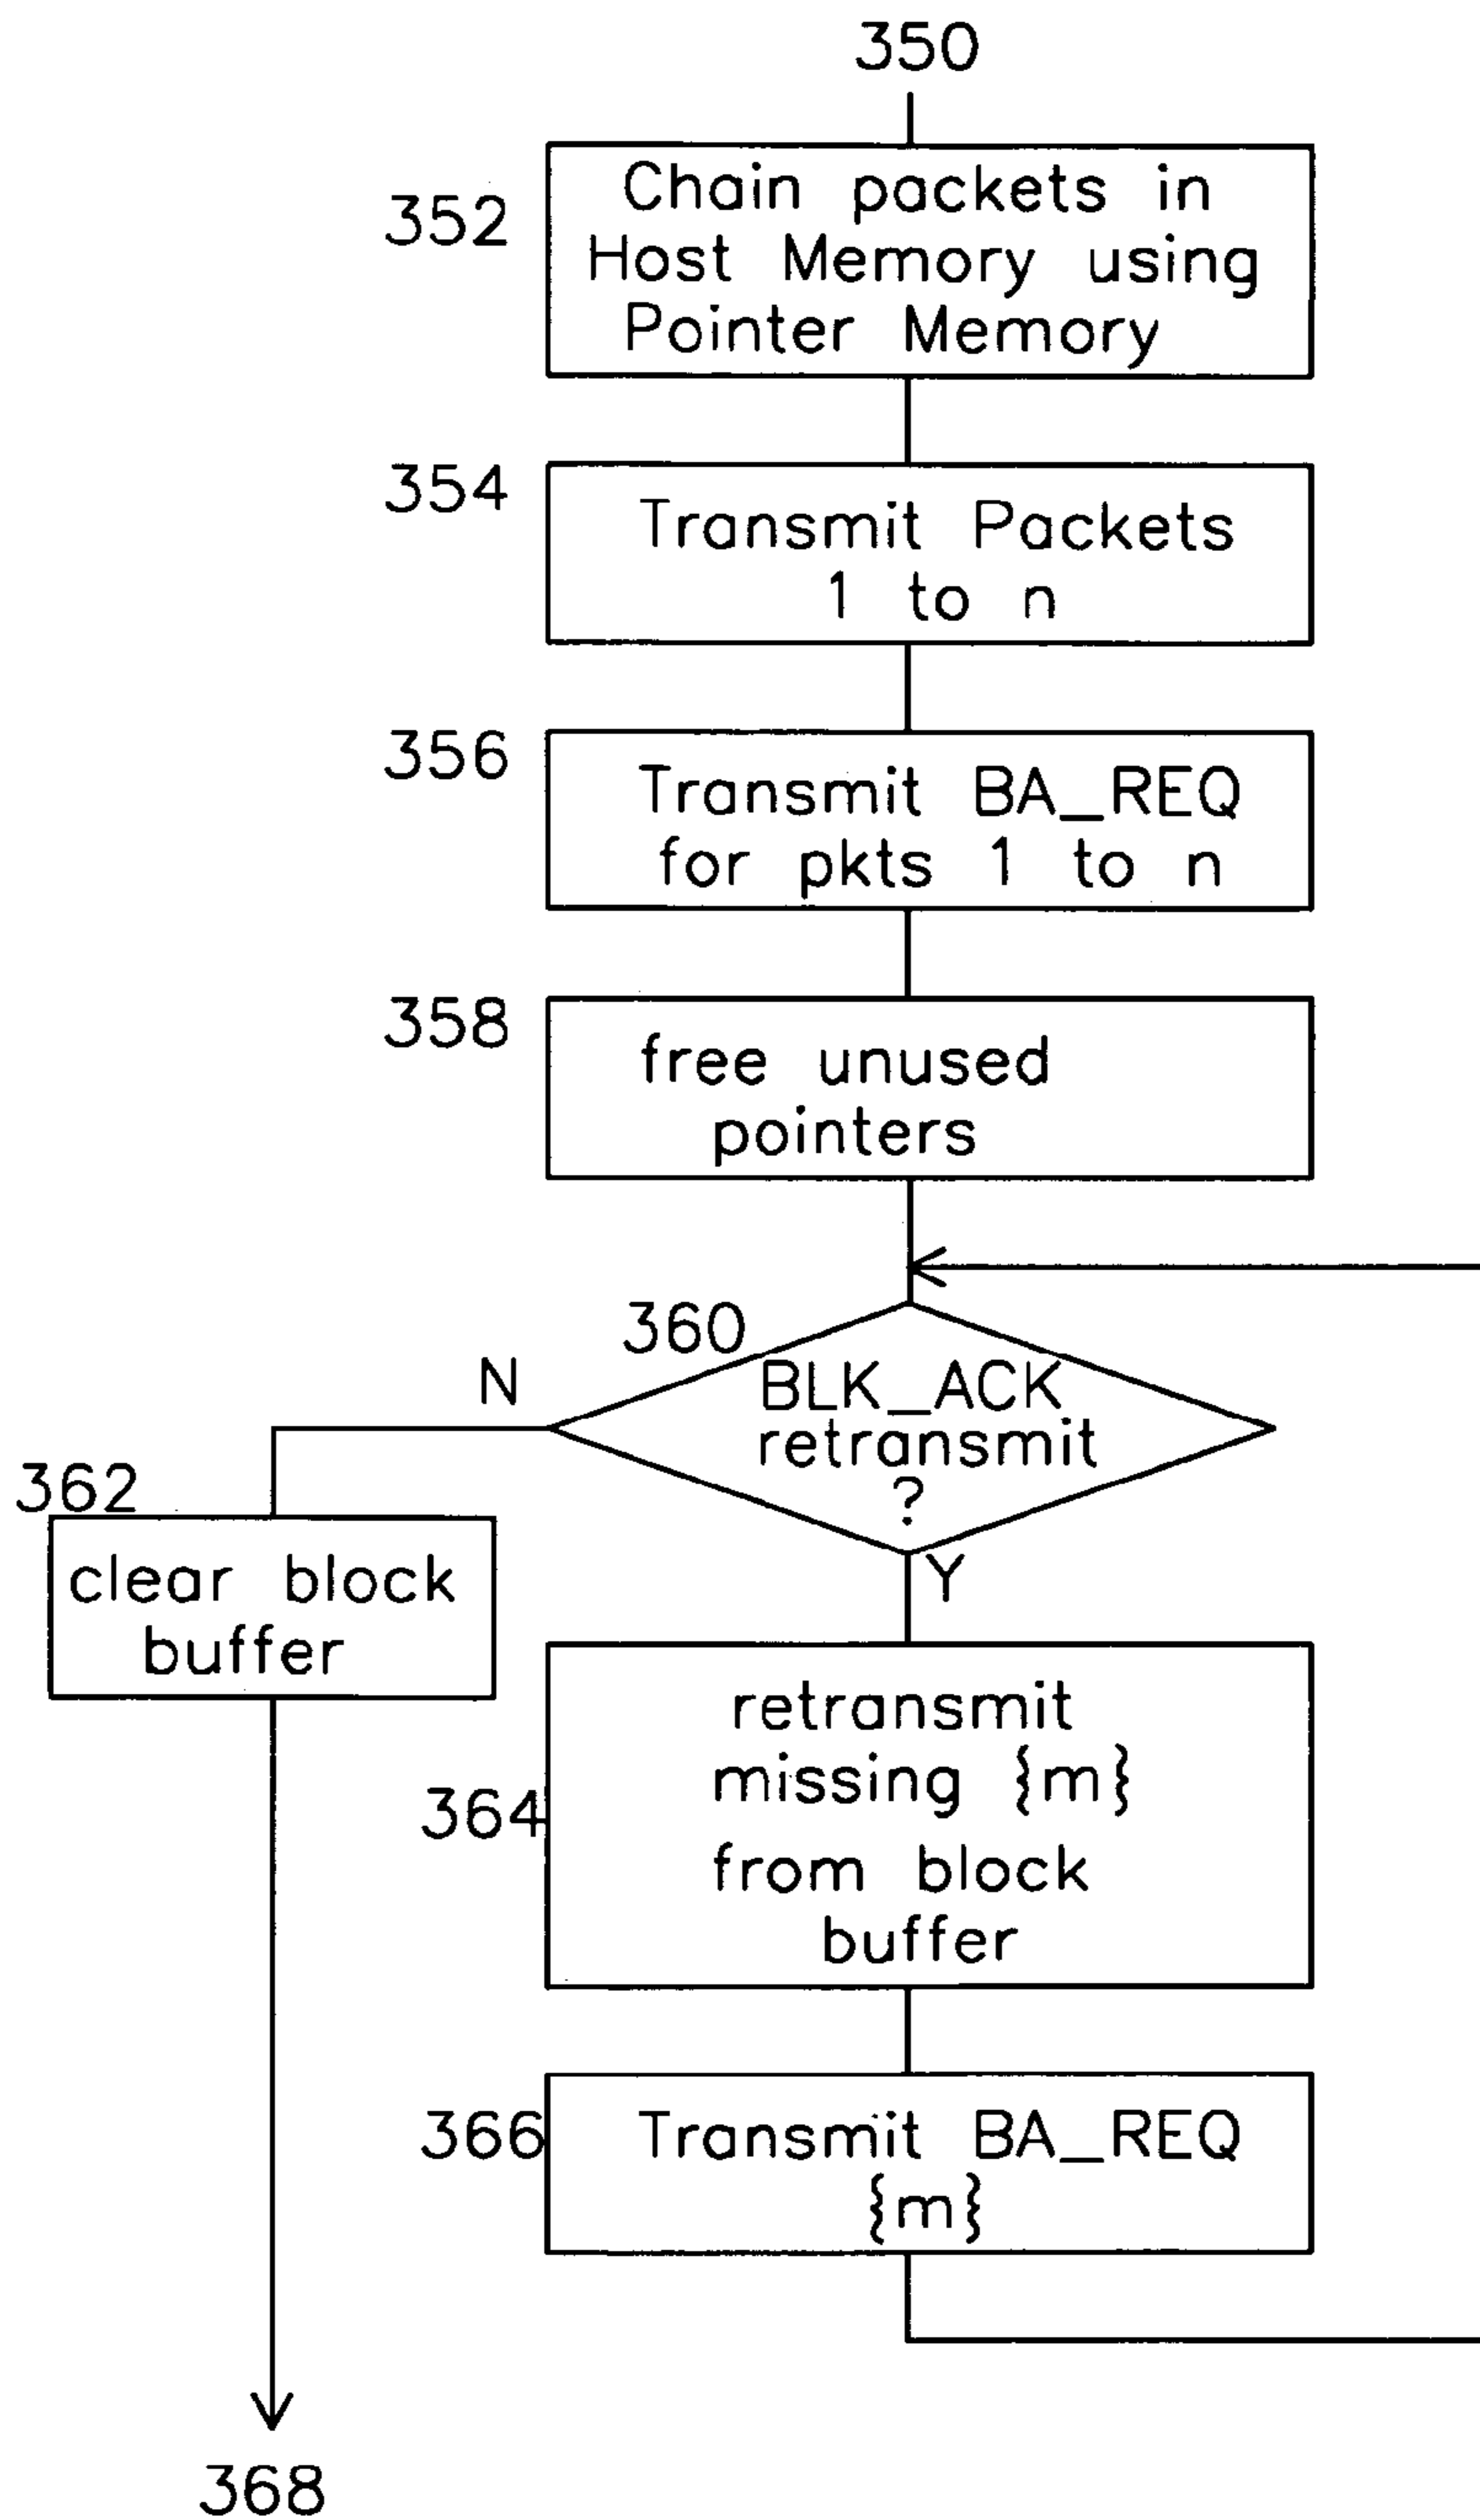 350
352
Chain packets in
Host Memory using
Pointer Memory
354
Transmit Packets
1 to n
356
Transmit BA_REQ
for pkts 1 to n
358
free unused
pointers
360
BLK_ACK
retransmit
?
N
Y
362
clear block
buffer
364
retransmit
missing {m}
from block
buffer
366
Transmit BA_REQ
{m}
368